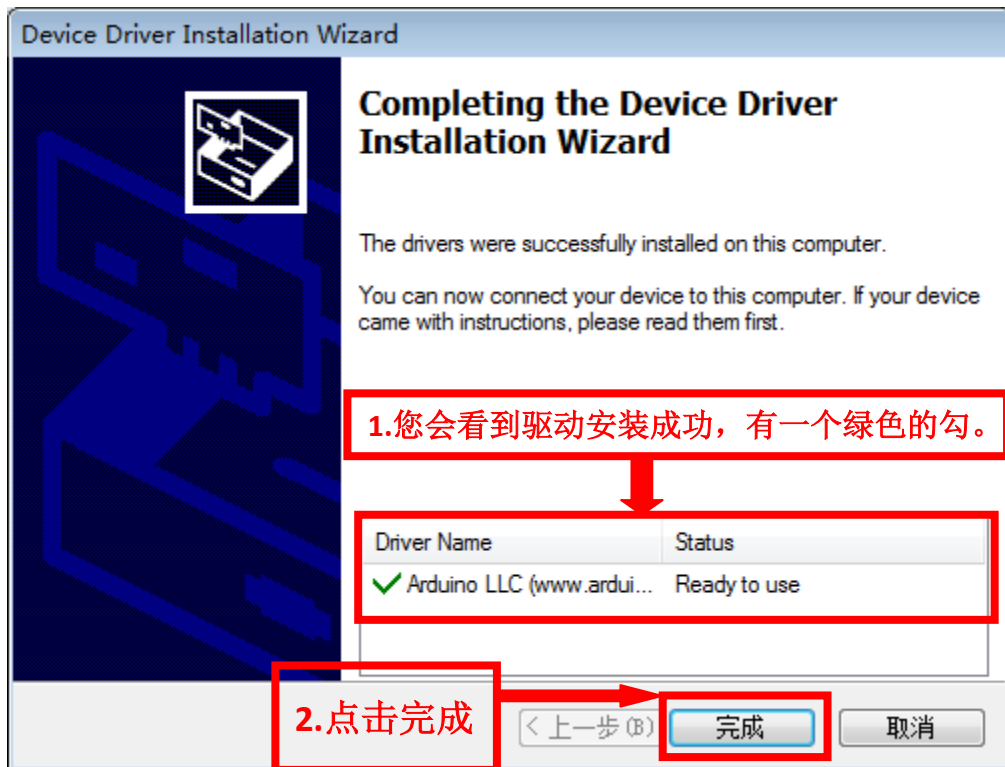 Device Driver Installation Wizard
Completing the Device Driver
Installation Wizard
The drivers were successfully installed on this computer.
You can now connect your device to this computer. If your device
came with instructions, please read them first.
1.您会看到驱动安装成功，有一个绿色的勾。
Driver Name Status
Arduino LLC (www.ardui... Ready to use
2.点击完成
< 上一步(B) 完成 取消